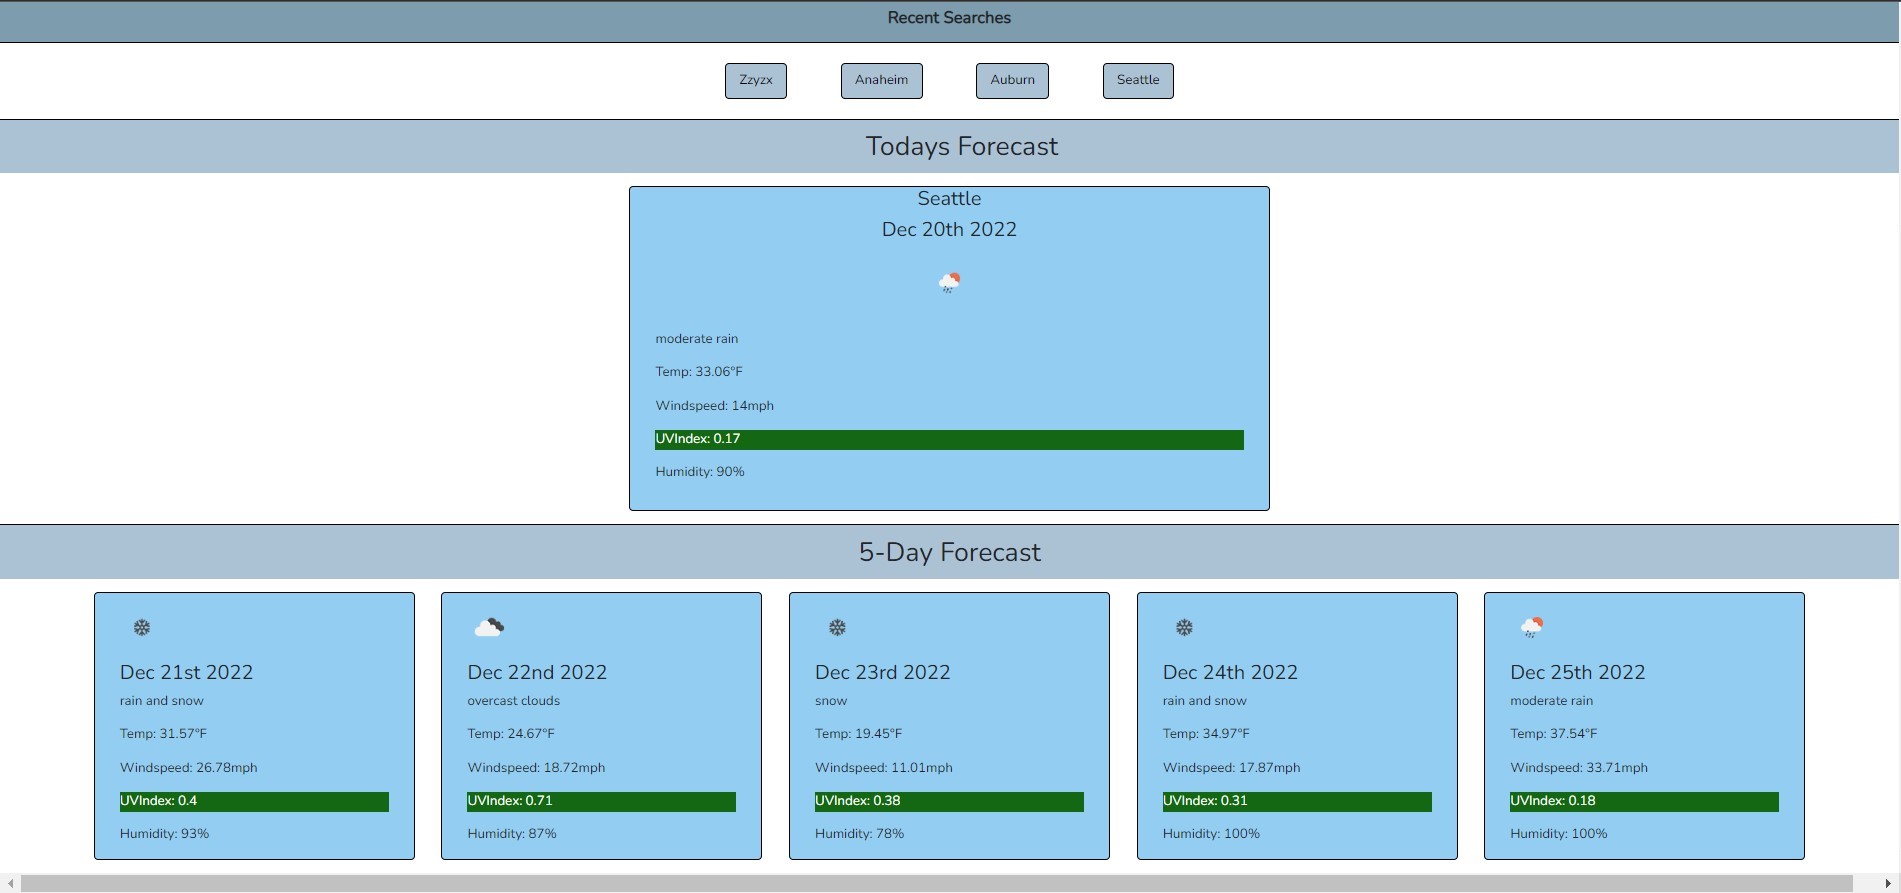 Recent Searches
Zzyzx Anaheim Auburn Seattle
Todays Forecast
Seattle
Dec 20th 2022
moderate rain
Temp: 33.06°F
Windspeed: 14mph
UVIndex: 0.17
Humidity: 90%
5-Day Forecast
Dec 21st 2022
rain and snow
Temp: 31.57°F
Windspeed: 26.78mph
UVIndex: 0.4
Humidity: 93%
Dec 22nd 2022
overcast clouds
Temp: 24.67°F
Windspeed: 18.72mph
UVIndex: 0.71
Humidity: 87%
Dec 23rd 2022
snow
Temp: 19.45°F
Windspeed: 11.01mph
UVIndex: 0.38
Humidity: 78%
Dec 24th 2022
rain and snow
Temp: 34.97°F
Windspeed: 17.87mph
UVIndex: 0.31
Humidity: 100%
Dec 25th 2022
moderate rain
Temp: 37.54°F
Windspeed: 33.71mph
UVIndex: 0.18
Humidity: 100%